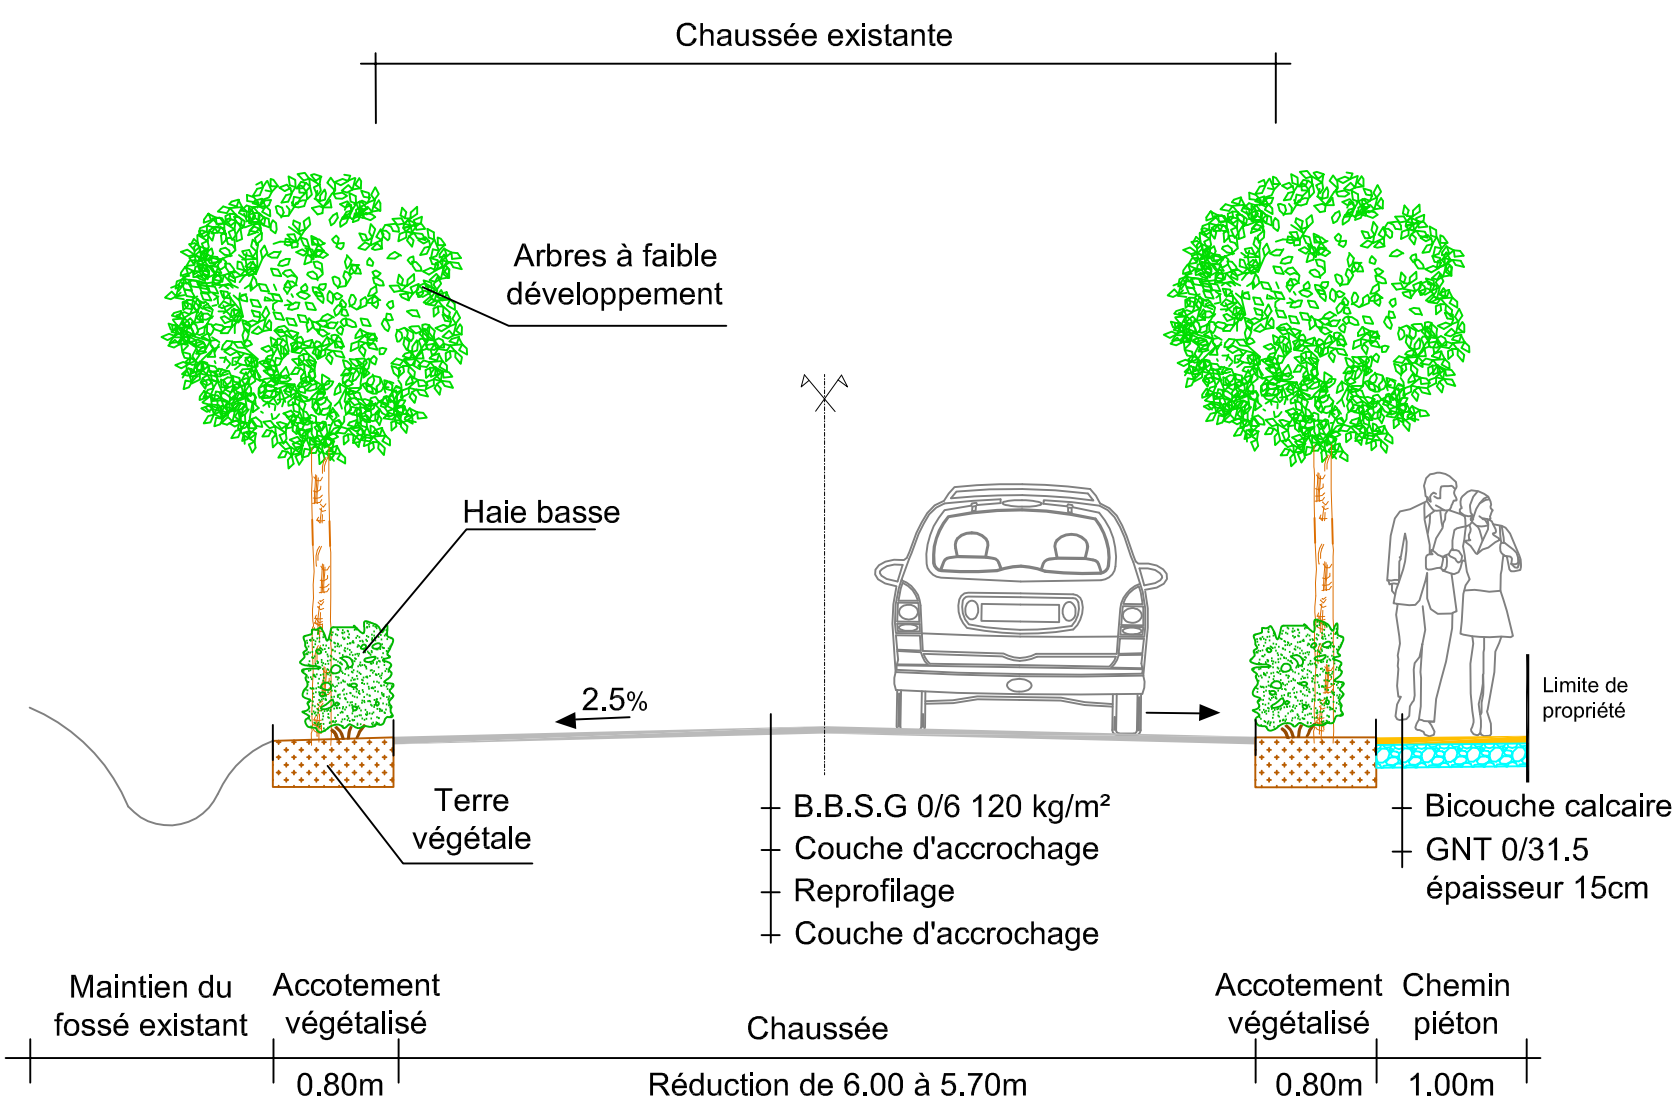 Chaussée existante
Arbres à faible
développement
Haie basse
2.5%
Limite de
propriété
Terre
végétale
B.B.S.G 0/6 120 kg/m²
Couche d'accrochage
Reprofilage
Couche d'accrochage
Bicouche calcaire
GNT 0/31.5
épaisseur 15cm
Maintien du
fossé existant
Accotement
végétalisé
Chaussée
Accotement
végétalisé
Chemin
piéton
0.80m
Réduction de 6.00 à 5.70m
0.80m
1.00m